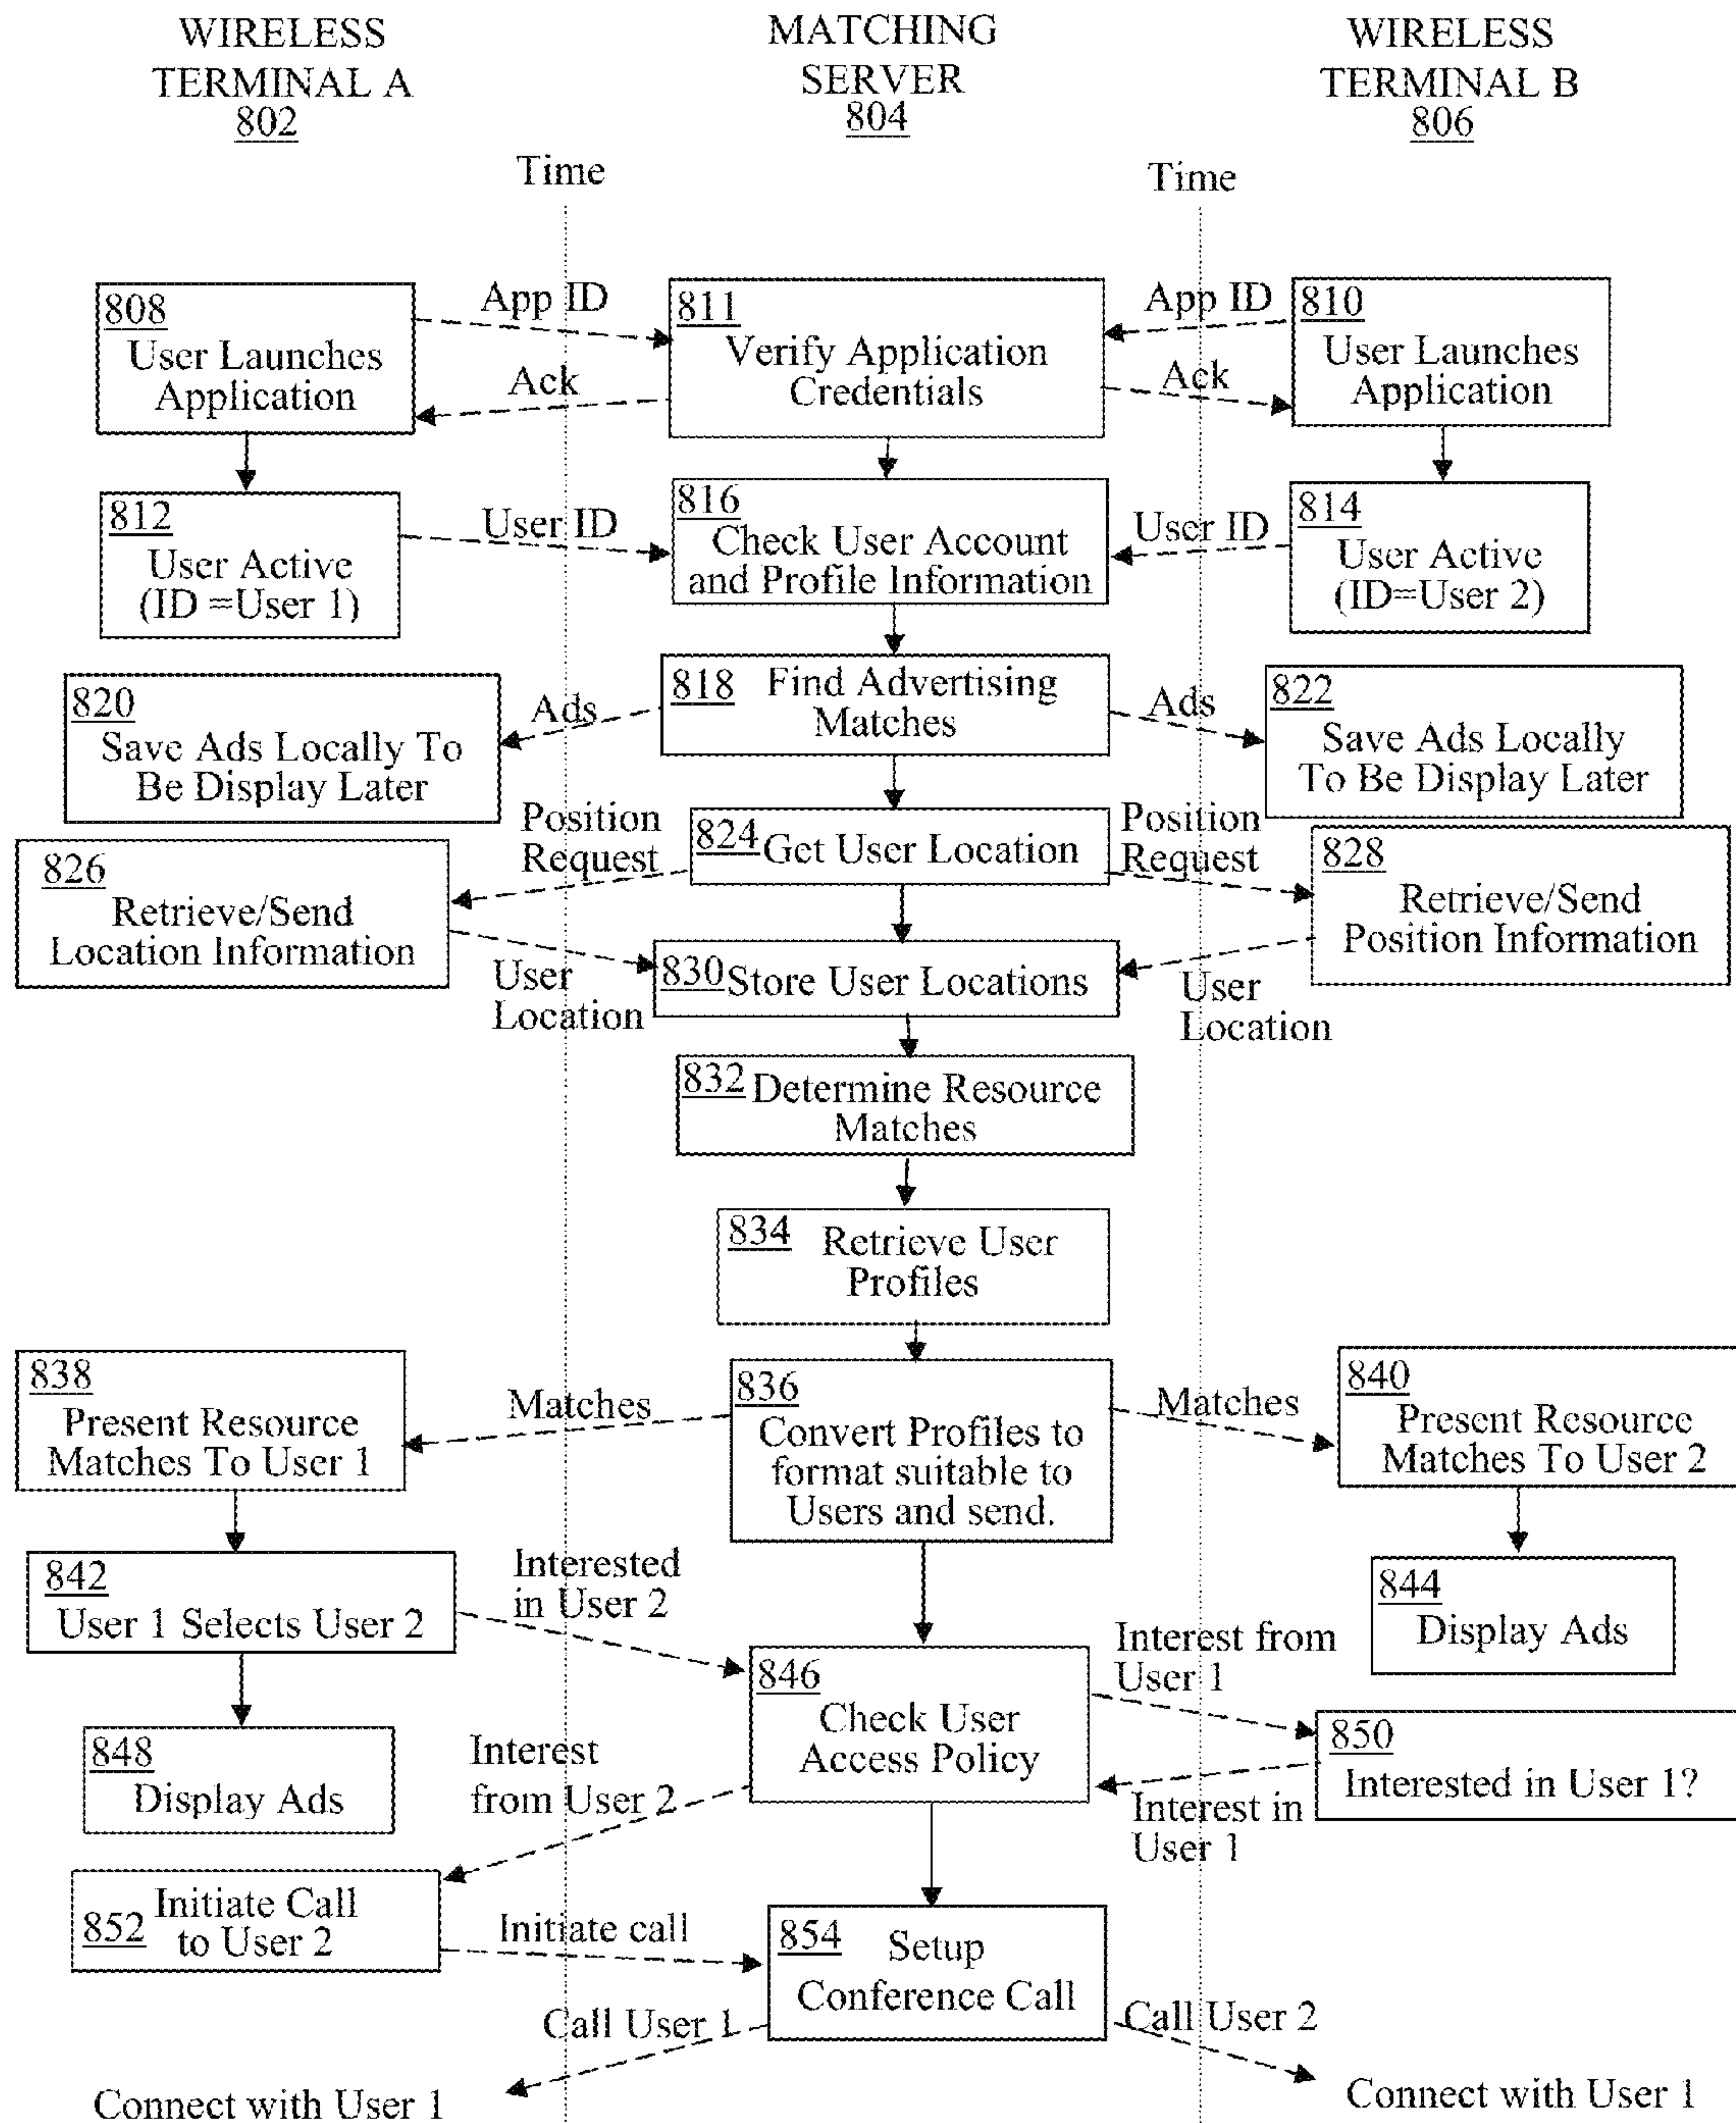 WIRELESS
TERMINAL A
802
MATCHING
SERVER
804
WIRELESS
TERMINAL B
806
Time
Time
808
User Launches
Application
App ID
Ack
811
Verify Application
Credentials
App ID
Ack
810
User Launches
Application
812
User Active
(ID =User 1)
User ID
816
Check User Account
and Profile Information
User ID
814
User Active
(ID=User 2)
820
Save Ads Locally To
Be Display Later
Ads
818 Find Advertising
Matches
Ads
822
Save Ads Locally
To Be Display Later
Position
Request
824 Get User Location
Position
Request
826
Retrieve/Send
Location Information
828
Retrieve/Send
Position Information
User
Location
830 Store User Locations
User
Location
832 Determine Resource
Matches
834 Retrieve User
Profiles
838
Present Resource
Matches To User 1
Matches
836
Convert Profiles to
format suitable to
Users and send.
Matches
840
Present Resource
Matches To User 2
842
User 1 Selects User 2
Interested
in User 2
844
Display Ads
846
Check User
Access Policy
Interest from
User 1
848
Display Ads
Interest
from User 2
850
Interested in User 1?
Interest in
User 1
852 Initiate Call
to User 2
Initiate call
854 Setup
Conference Call
Call User 1
Call User 2
Connect with User 1
Connect with User 1